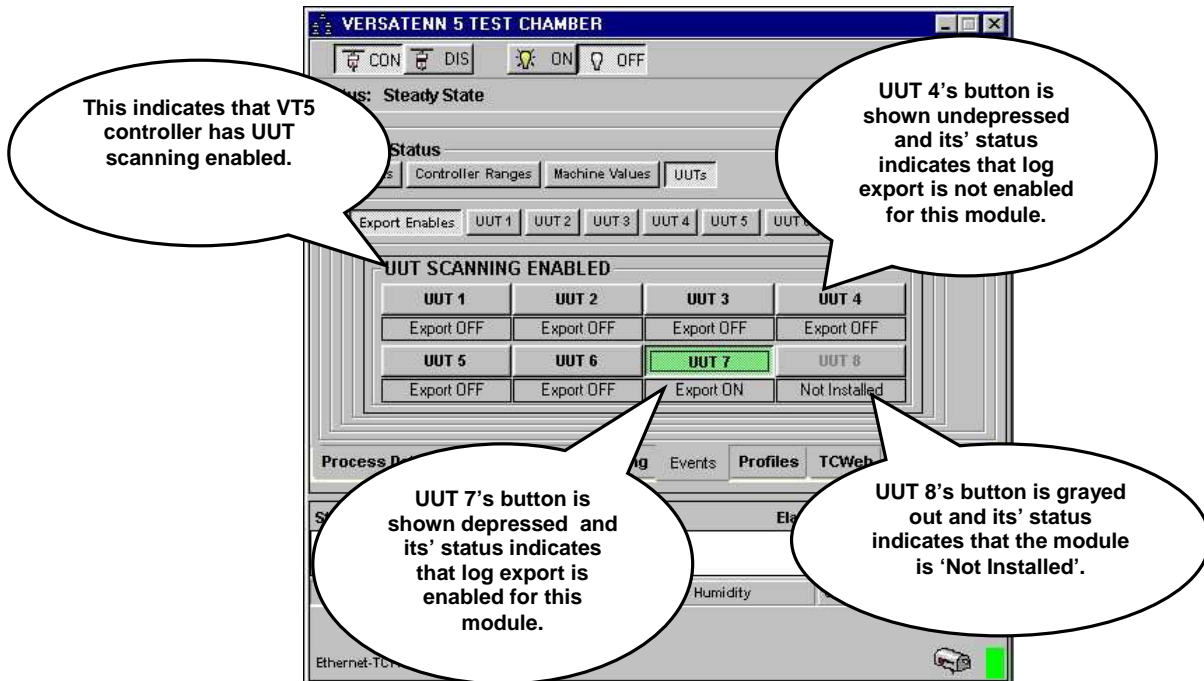 VERSATENN 5 TEST CHAMBER
CON DIS ON OFF
Steady State
This indicates that VT5
controller has UUT
scanning enabled.
UUT 4’s button is
shown undepressed
and its’ status
indicates that log
export is not enabled
for this module.
Status
Controller Ranges Machine Values UUTs
Export Enables UUT 1 UUT 2 UUT 3 UUT 4 UUT 5
UUT SCANNING ENABLED
UUT 1 UUT 2 UUT 3 UUT 4
Export OFF Export OFF Export OFF Export OFF
UUT 5 UUT 6 UUT 7 UUT 8
Export OFF Export OFF Export ON Not Installed
Process Events Profiles TCWeb
UUT 7’s button is
shown depressed and
its’ status indicates
that log export is
enabled for this
module.
UUT 8’s button is grayed
out and its’ status
indicates that the module
is ‘Not Installed’.
Humidity